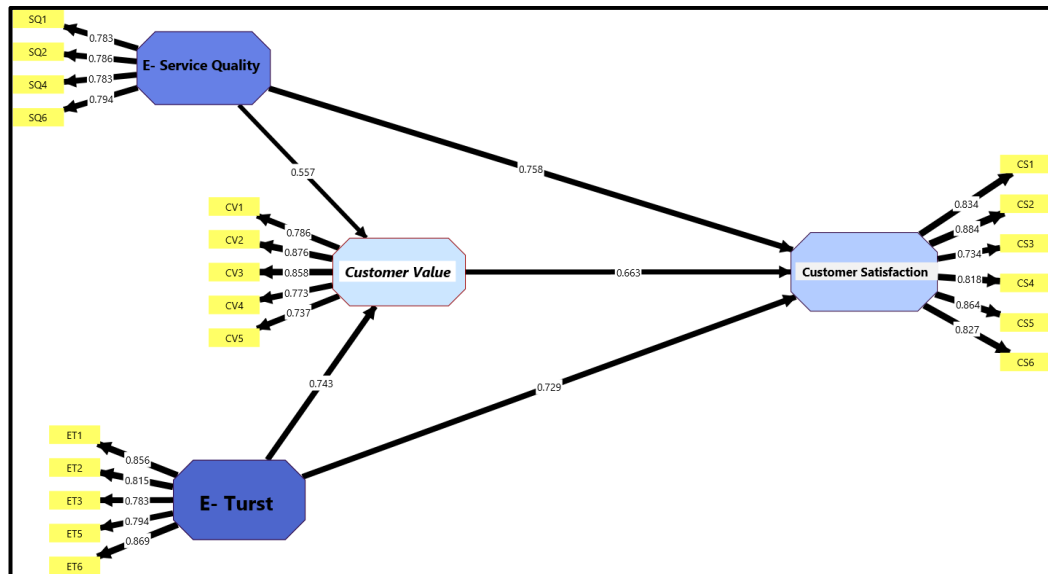 SQ1
0.783
SQ2
0.786
SQ4
0.783
SQ6
0.794
E- Service Quality
0.557
0.758
CV1
0.786
CV2
0.876
CV3
0.858
CV4
0.773
CV5
0.737
Customer Value
0.663
Customer Satisfaction
CS1
0.834
CS2
0.884
CS3
0.734
CS4
0.818
CS5
0.864
CS6
0.827
0.743
0.729
ET1
0.856
ET2
0.815
ET3
0.783
ET5
0.794
ET6
0.869
E- Turst